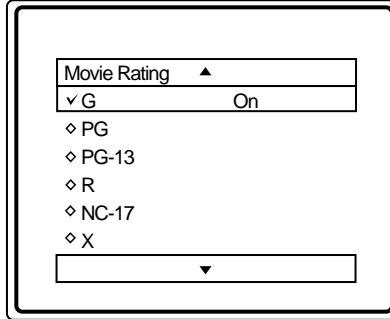 Movie Rating ▲
✓ G On
◇ PG
◇ PG-13
◇ R
◇ NC-17
◇ X
▼